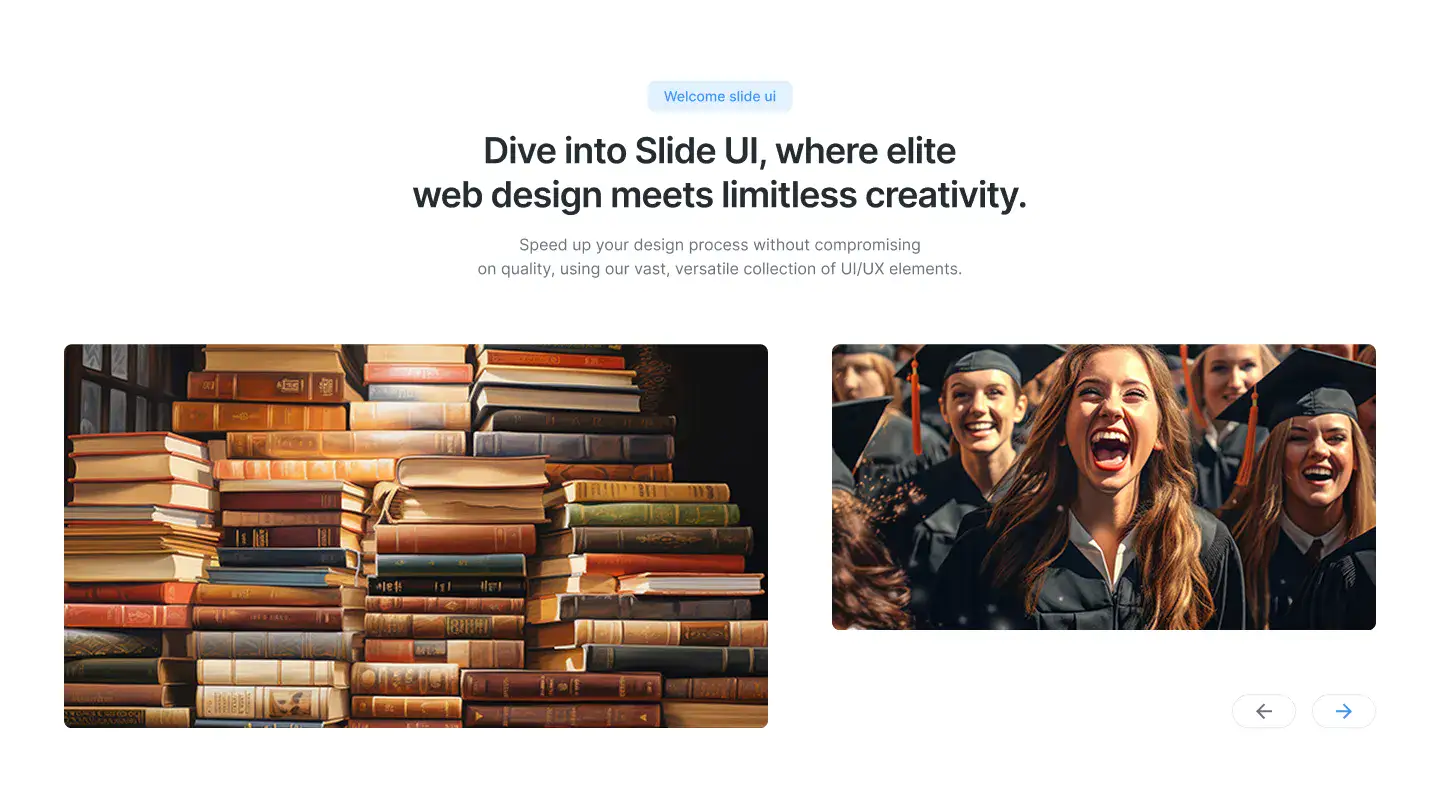 Welcome slide ui
Dive into Slide UI, where elite
web design meets limitless creativity.
Speed up your design process without compromising
on quality, using our vast, versatile collection of UI/UX elements.